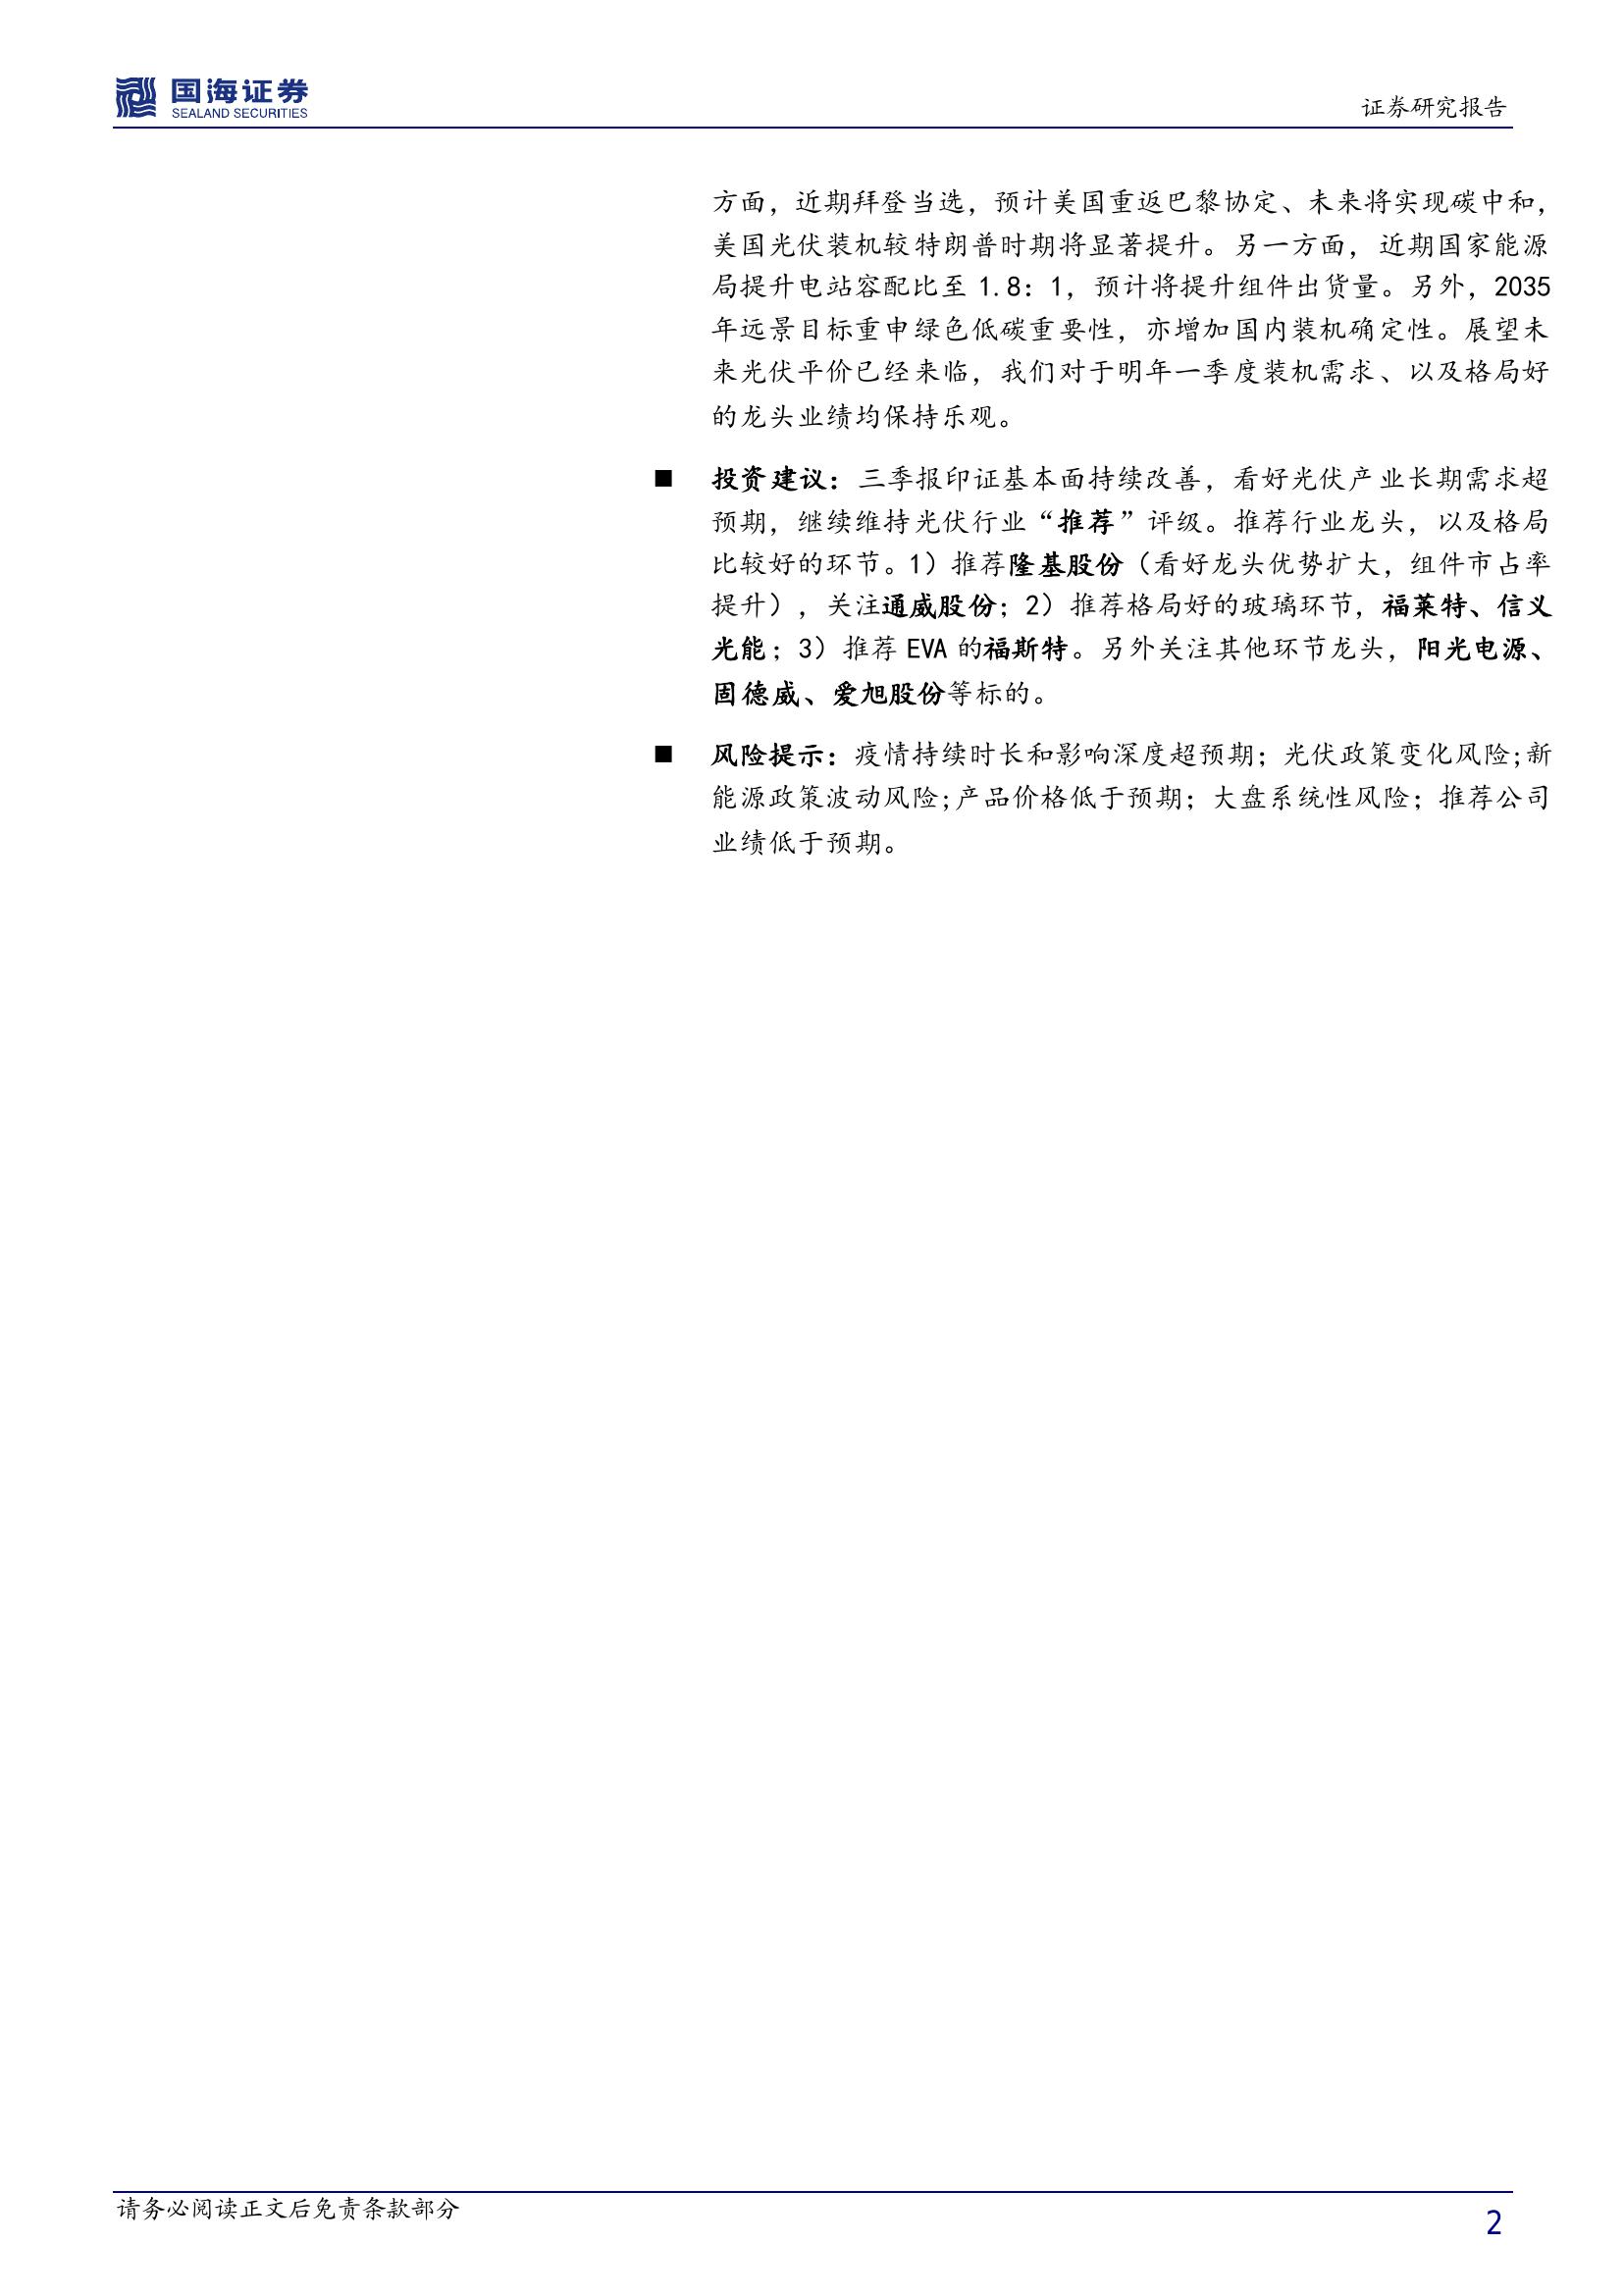 国海证券
SEALAND SECURITIES
证券研究报告
方面，近期拜登当选，预计美国重返巴黎协定、未来将实现碳中和，
美国光伏装机较特朗普时期将显著提升。另一方面，近期国家能源
局提升电站容配比至 1.8：1，预计将提升组件出货量。另外，2035
年远景目标重申绿色低碳重要性，亦增加国内装机确定性。展望未
来光伏平价已经来临，我们对于明年一季度装机需求、以及格局好
的龙头业绩均保持乐观。
■ 投资建议：三季报印证基本面持续改善，看好光伏产业长期需求超
预期，继续维持光伏行业“推荐”评级。推荐行业龙头，以及格局
比较好的环节。1）推荐隆基股份（看好龙头优势扩大，组件市占率
提升），关注通威股份；2）推荐格局好的玻璃环节，福莱特、信义
光能；3）推荐 EVA 的福斯特。另外关注其他环节龙头，阳光电源、
固德威、爱旭股份等标的。
■ 风险提示：疫情持续时长和影响深度超预期；光伏政策变化风险;新
能源政策波动风险;产品价格低于预期；大盘系统性风险；推荐公司
业绩低于预期。
请务必阅读正文后免责条款部分
2